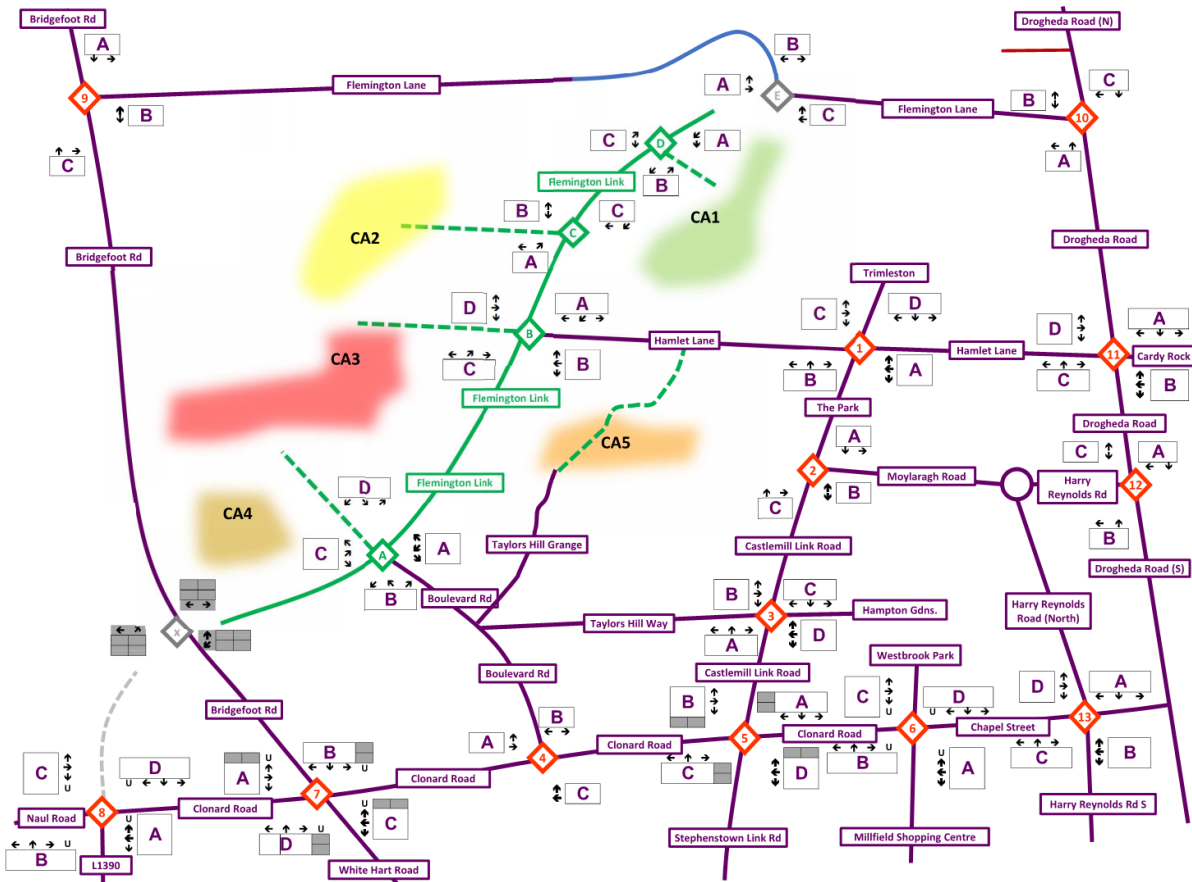 Bridgefoot Rd
Drogheda Road (N)
A
B
C
9
B
Flemington Lane
A
E
C
Flemington Lane
B
10
A
C
C
D
A
Flemington Link
B
CA1
CA2
B
C
C
A
Drogheda Road
Bridgefoot Rd
Trimleston
D
A
B
Hamlet Lane
C
D
1
Hamlet Lane
D
A
11
Cardy Rock
CA3
C
B
B
A
C
B
Flemington Link
The Park
Drogheda Road
CA5
A
C
A
Flemington Link
D
2
Moylaragh Road
Harry
Reynolds Rd
12
CA4
C
B
C
A
A
Taylors Hill Grange
Castlemill Link Road
B
B
Boulevard Rd
Drogheda Road (S)
X
Taylors Hill Way
B
C
3
Hampton Gdns.
Harry Reynolds
Road (North)
A
D
Boulevard Rd
Castlemill Link Road
Westbrook Park
Bridgefoot Rd
B
A
C
U
D
U
D
A
A
B
4
Clonard Road
5
Clonard Road
6
Chapel Street
13
C
D
U
A
U
B
U
Clonard Road
C
C
D
B
U
U
A
C
B
Naul Road
8
Clonard Road
7
U
A
U
C
Stephenstown Link Rd
Millfield Shopping Centre
Harry Reynolds Rd S
B
U
L1390
D
U
White Hart Road